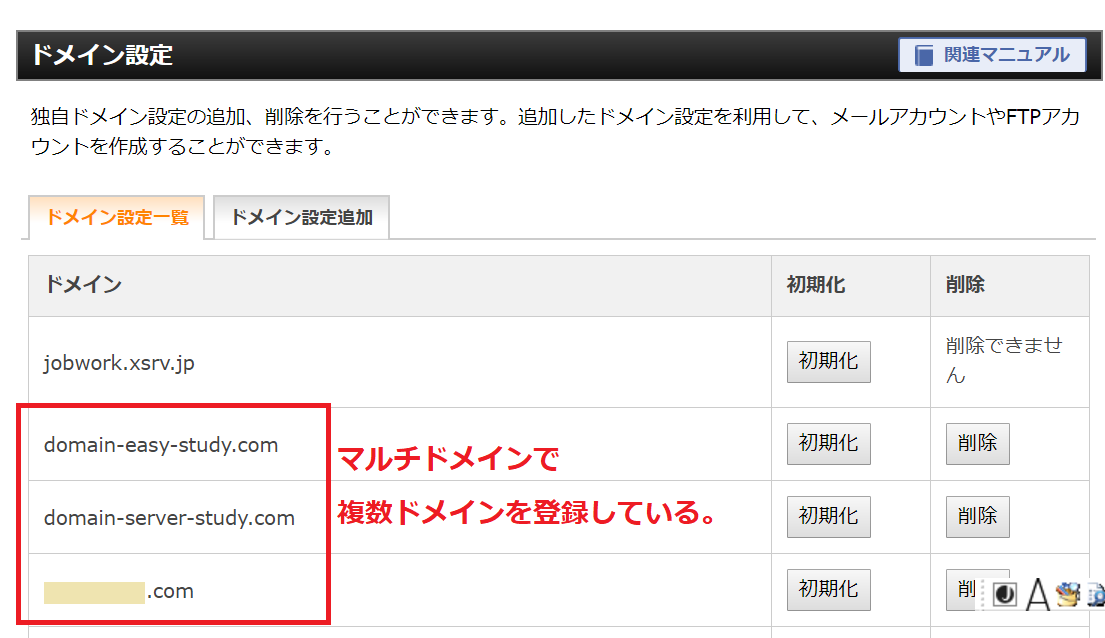 ドメイン設定
関連マニュアル
独自ドメイン設定の追加、削除を行うことができます。追加したドメイン設定を利用して、メールアカウントやFTPアカ
ウントを作成することができます。
ドメイン設定一覧
ドメイン設定追加
ドメイン
初期化
削除
jobwork.xsrv.jp
初期化
削除できませ
ん
domain-easy-study.com
初期化
削除
マルチドメインで
domain-server-study.com
複数ドメインを登録している。
初期化
削除
.com
初期化
削
A